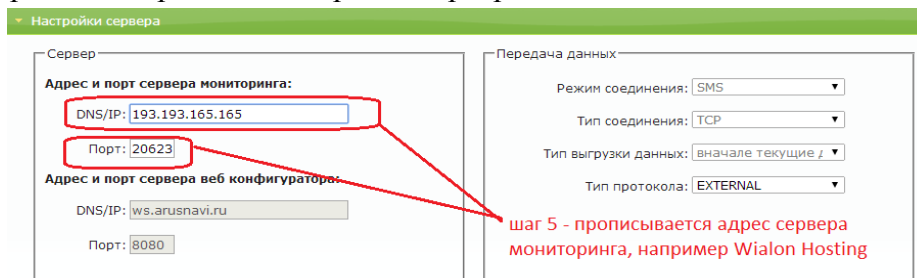 Настройки сервера
Сервер
Адрес и порт сервера мониторинга:
DNS/IP: 193.193.165.165
Порт: 20623
Адрес и порт сервера веб конфигуратора:
DNS/IP: ws.arusnavi.ru
Порт: 8080
Передача данных
Режим соединения: SMS
Тип соединения: TCP
Тип выгрузки данных: вначале текущие
Тип протокола: EXTERNAL
шаг 5 - прописывается адрес сервера
мониторинга, например Wialon Hosting